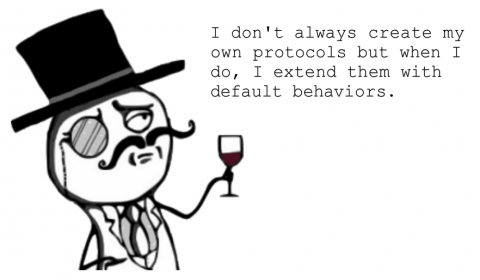 I don't always create my
own protocols but when I
do, I extend them with
default behaviors.